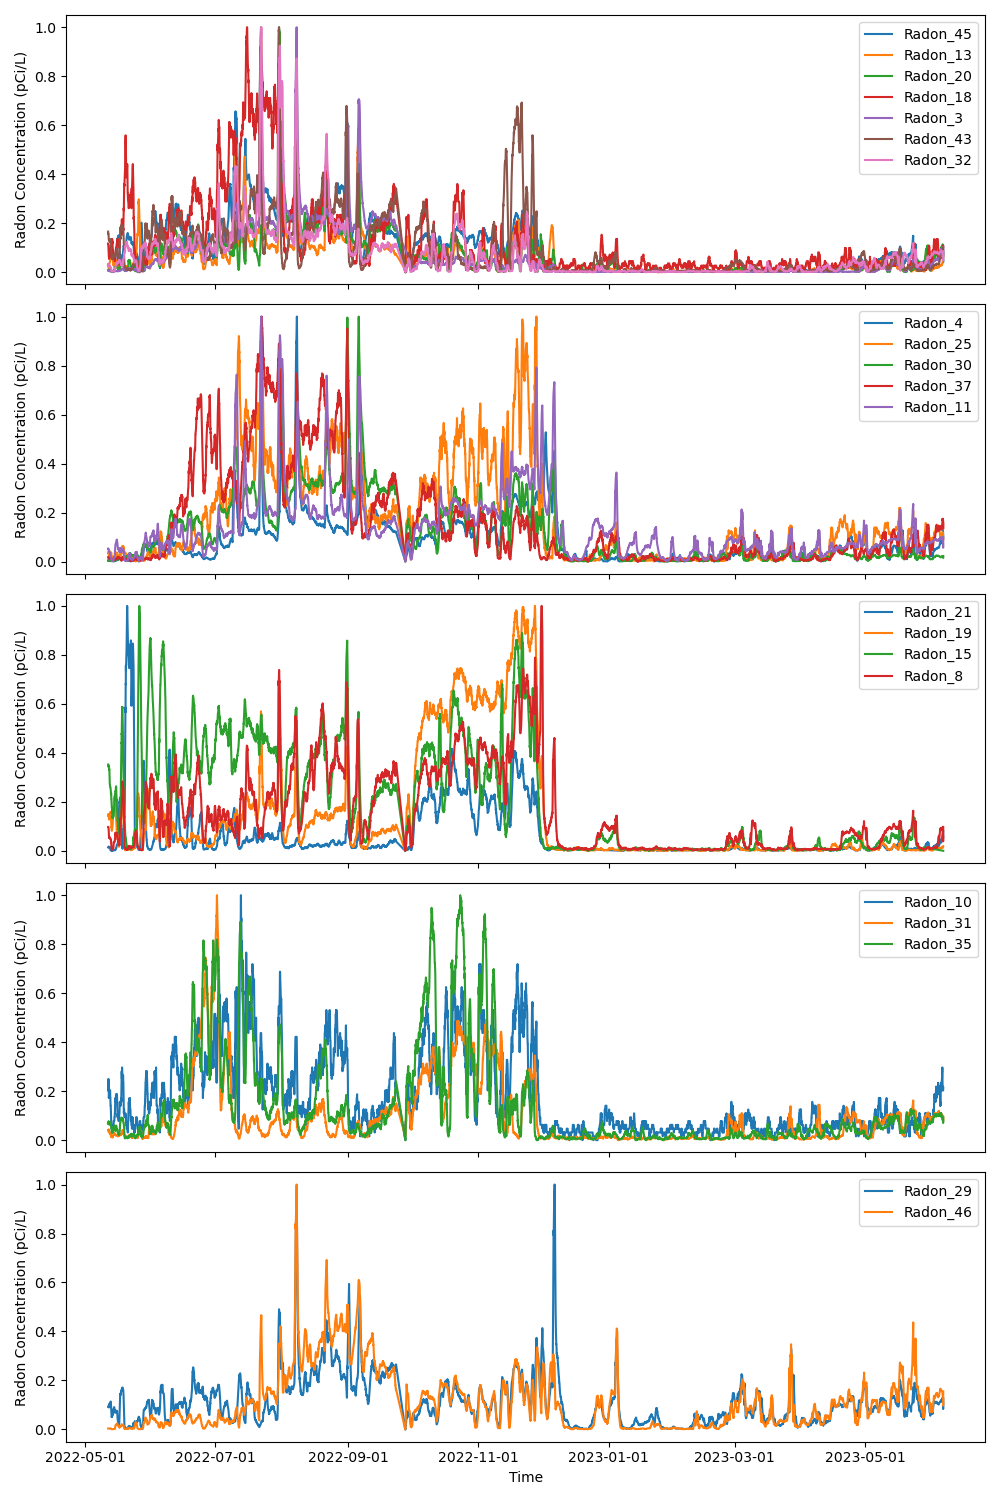 1.0
0.8
0.6
0.4
0.2
0.0
Radon Concentration (pCi/L)
Radon_45
Radon_13
Radon_20
Radon_18
Radon_3
Radon_43
Radon_32
1.0
0.8
0.6
0.4
0.2
0.0
Radon Concentration (pCi/L)
Radon_4
Radon_25
Radon_30
Radon_37
Radon_11
1.0
0.8
0.6
0.4
0.2
0.0
Radon Concentration (pCi/L)
Radon_21
Radon_19
Radon_15
Radon_8
1.0
0.8
0.6
0.4
0.2
0.0
Radon Concentration (pCi/L)
Radon_10
Radon_31
Radon_35
1.0
0.8
0.6
0.4
0.2
0.0
Radon Concentration (pCi/L)
Radon_29
Radon_46
2022-05-01 2022-07-01 2022-09-01 2022-11-01 2023-01-01 2023-03-01 2023-05-01
Time